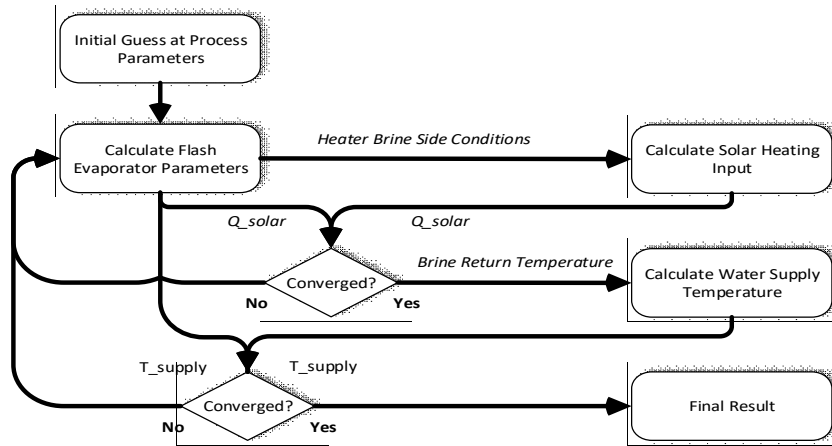 Initial Guess at Process
Parameters
Calculate Flash
Evaporator Parameters
Heater Brine Side Conditions
Calculate Solar Heating
Input
Q_solar
Q_solar
Converged?
No
Yes
Brine Return Temperature
Calculate Water Supply
Temperature
T_supply
T_supply
Converged?
No
Yes
Final Result